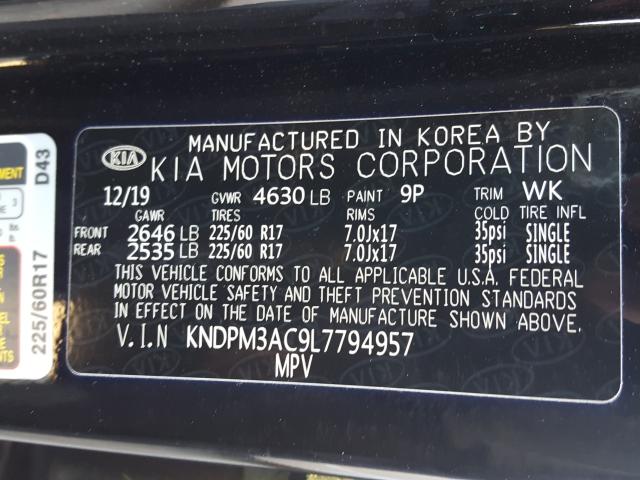 MANUFACTURED IN KOREA BY
KIA KIA MOTORS CORPORATION
12/19 GVWR 4630 LB PAINT 9P TRIM WK
GAWR TIRES RIMS COLD TIRE INFL
FRONT 2646 LB 225/60 R17 7.0Jx17 35psi SINGLE
REAR 2535 LB 225/60 R17 7.0Jx17 35psi SINGLE
THIS VEHICLE CONFORMS TO ALL APPLICABLE U.S.A. FEDERAL
MOTOR VEHICLE SAFETY AND THEFT PREVENTION STANDARDS
IN EFFECT ON THE DATE OF MANUFACTURE SHOWN ABOVE.
V.I.N KNDPM3AC9L7794957
MPV
D43
225/60R17